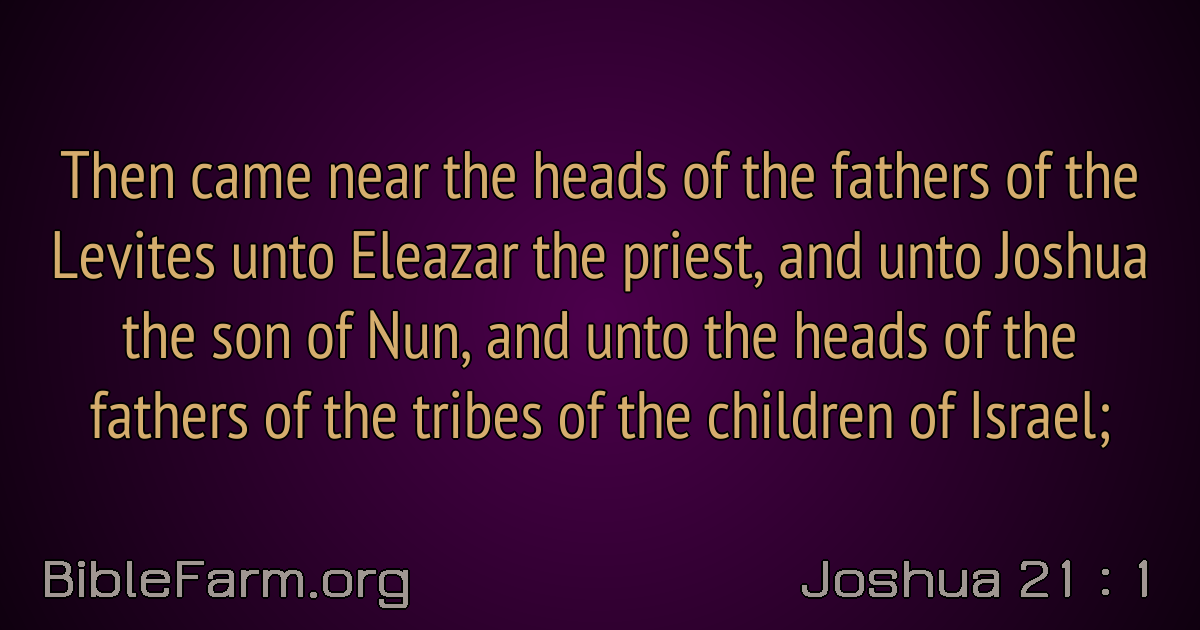 Then came near the heads of the fathers of the
Levites unto Eleazar the priest, and unto Joshua
the son of Nun, and unto the heads of the
fathers of the tribes of the children of Israel;
BibleFarm.org
Joshua 21 : 1